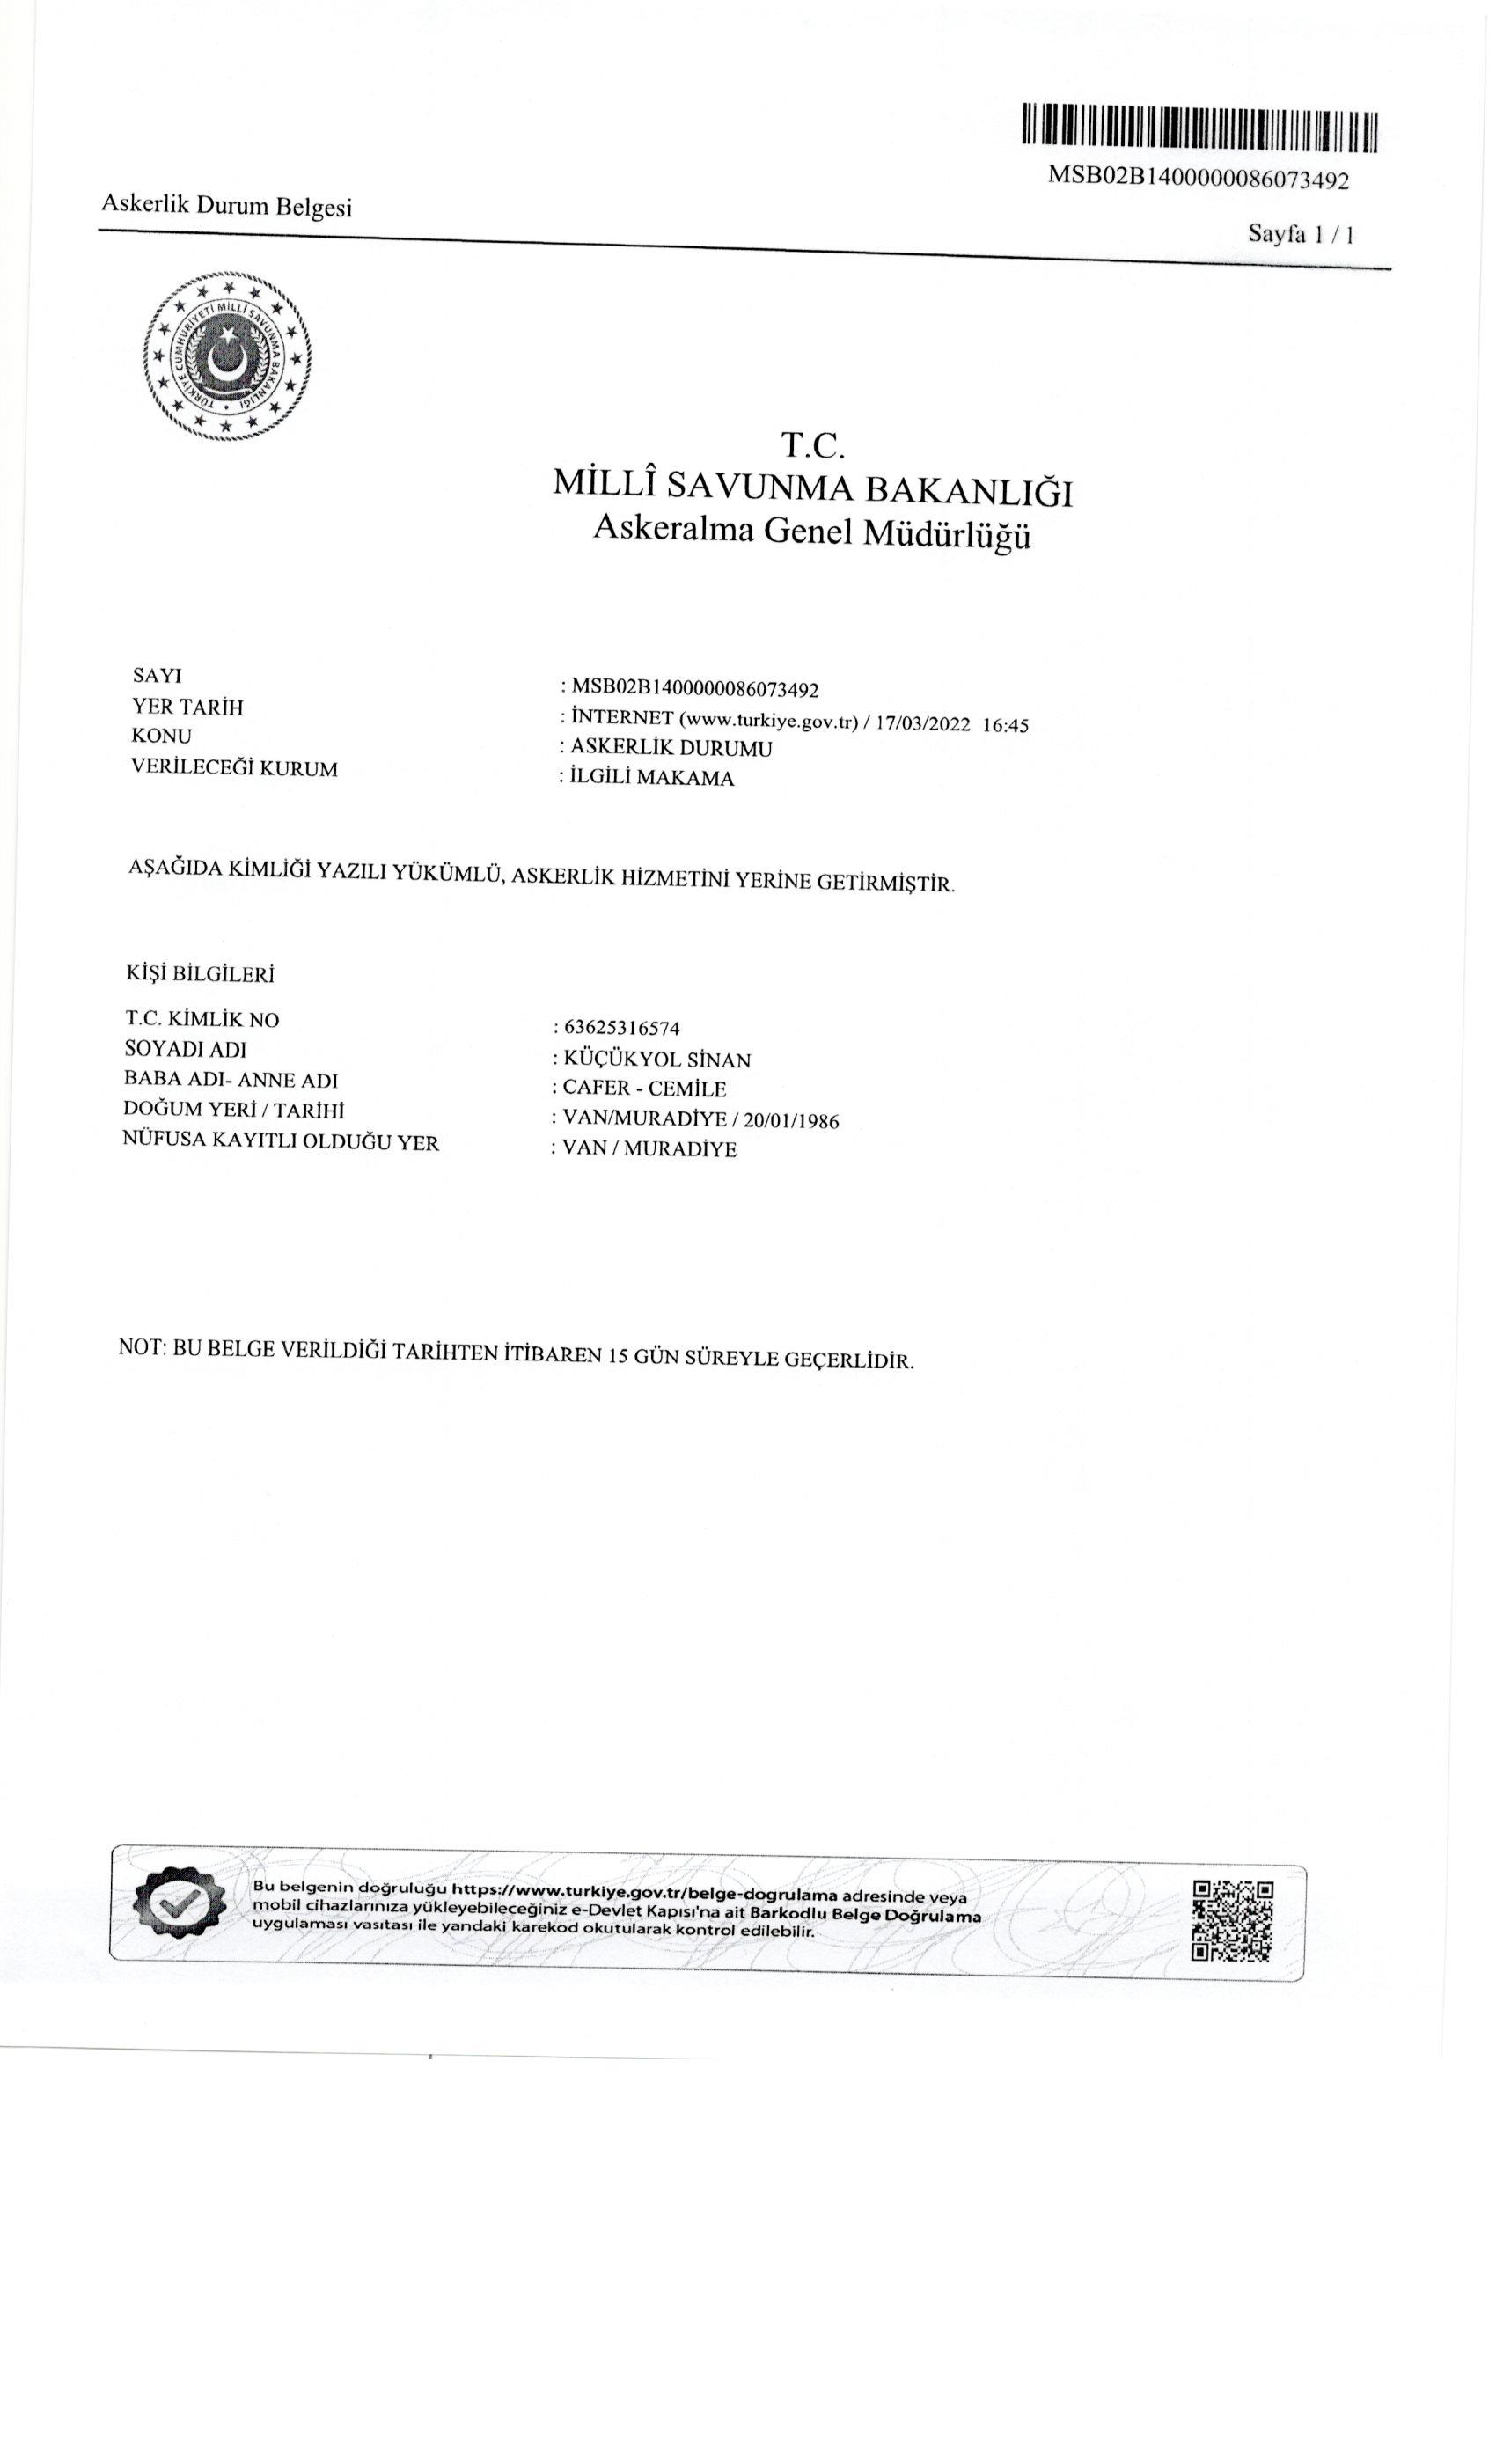 MSB02B1400000086073492
Askerlik Durum Belgesi
Sayfa 1 / 1
TÜRKİYE CUMHURİYETİ MİLLİ SAVUNMA BAKANLIĞI
T.C.
MİLLÎ SAVUNMA BAKANLIĞI
Askeralma Genel Müdürlüğü
SAYI : MSB02B1400000086073492
YER TARİH : İNTERNET (www.turkiye.gov.tr) / 17/03/2022 16:45
KONU : ASKERLİK DURUMU
VERİLECEĞİ KURUM : İLGİLİ MAKAMA
AŞAĞIDA KİMLİĞİ YAZILI YÜKÜMLÜ, ASKERLİK HİZMETİNİ YERİNE GETİRMİŞTİR.
KİŞİ BİLGİLERİ
T.C. KİMLİK NO : 63625316574
SOYADI ADI : KÜÇÜKYOL SİNAN
BABA ADI- ANNE ADI : CAFER - CEMİLE
DOĞUM YERİ / TARİHİ : VAN/MURADİYE / 20/01/1986
NÜFUSA KAYITLI OLDUĞU YER : VAN / MURADİYE
NOT: BU BELGE VERİLDİĞİ TARİHTEN İTİBAREN 15 GÜN SÜREYLE GEÇERLİDİR.
Bu belgenin doğruluğu https://www.turkiye.gov.tr/belge-dogrulama adresinde veya
mobil cihazlarınıza yükleyebileceğiniz e-Devlet Kapısı'na ait Barkodlu Belge Doğrulama
uygulaması vasıtası ile yandaki karekod okutularak kontrol edilebilir.